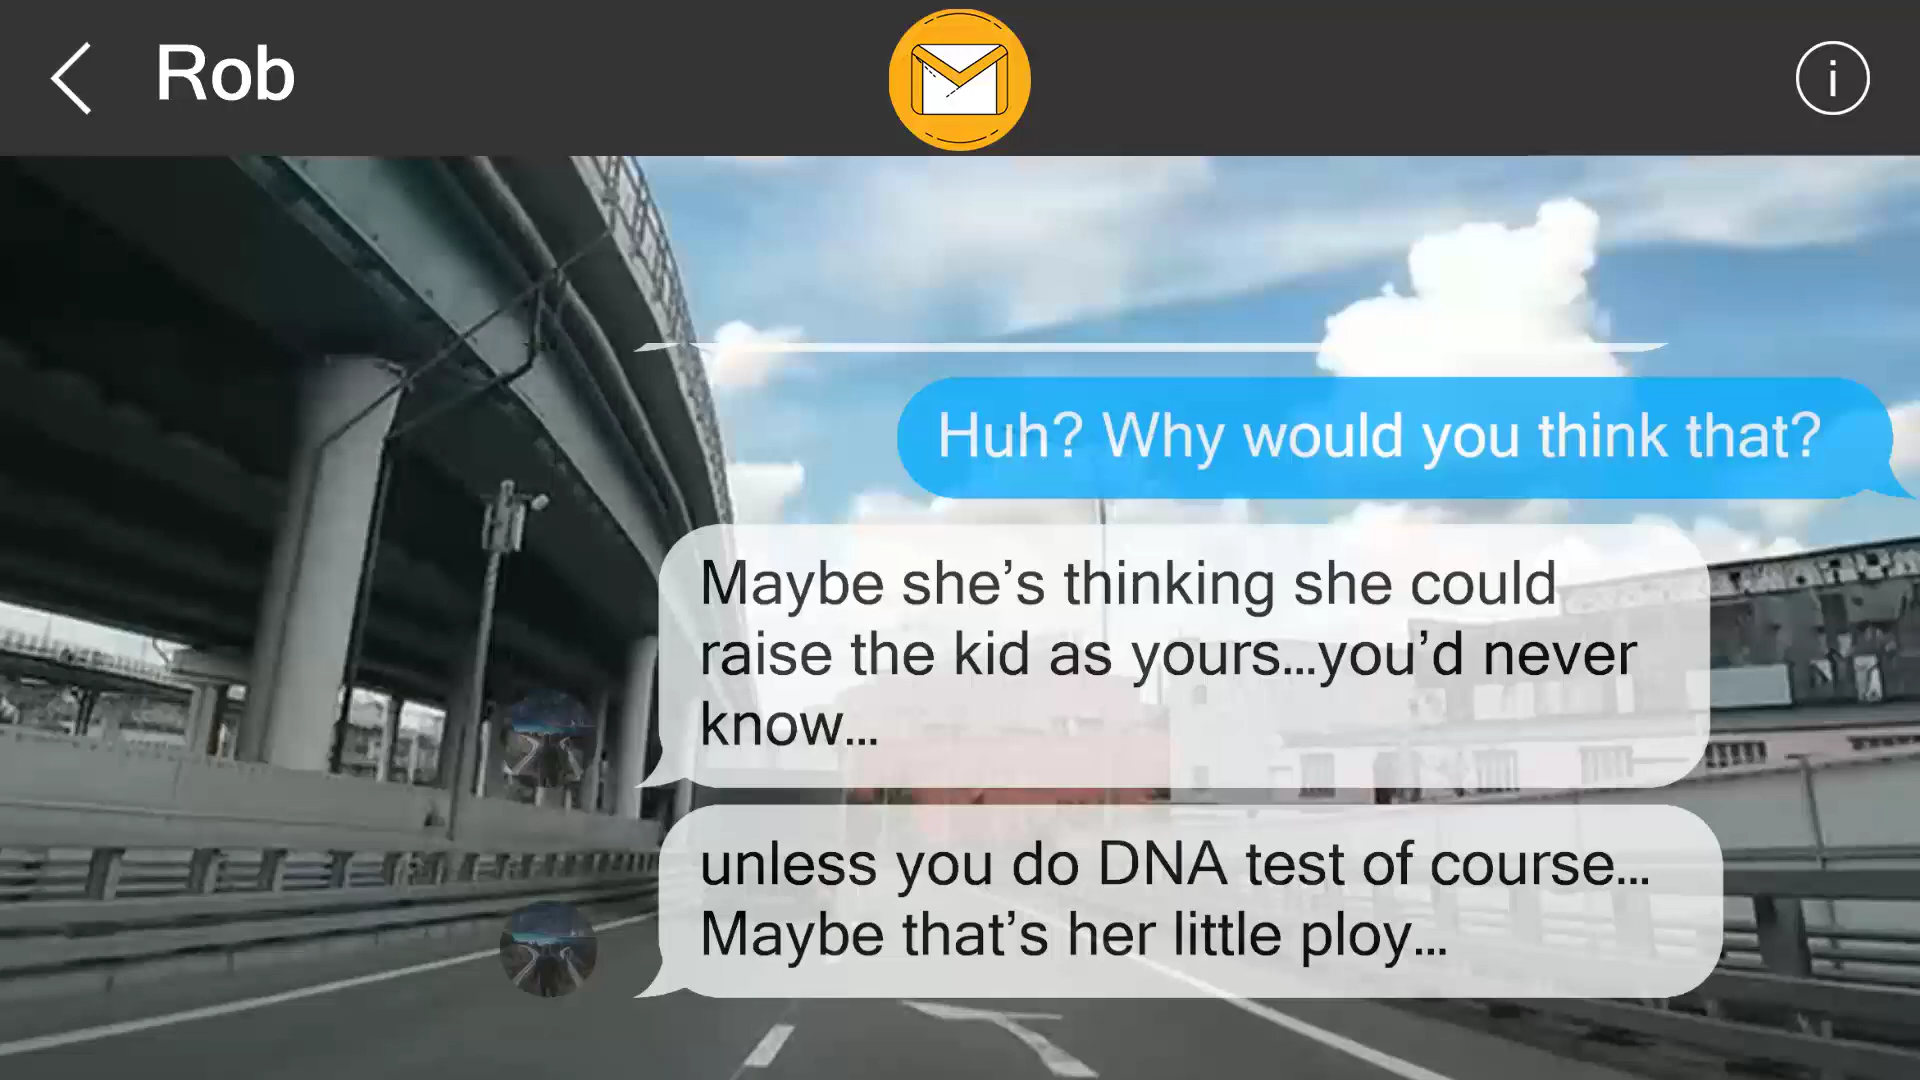 Rob
i
Huh? Why would you think that?
Maybe she’s thinking she could
raise the kid as yours...you’d never
know...
unless you do DNA test of course...
Maybe that’s her little ploy...